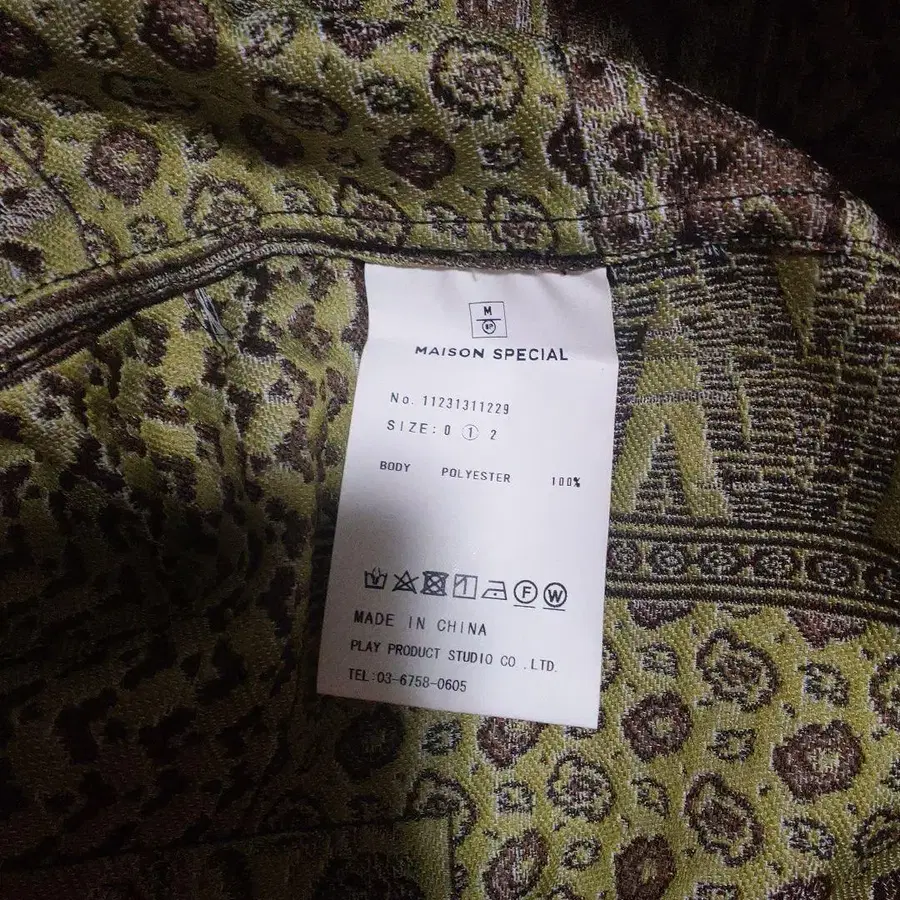 M
SP
MAISON SPECIAL
No. 11231311229
SIZE: 0 ① 2
BODY POLYESTER 100%
F W
MADE IN CHINA
PLAY PRODUCT STUDIO CO .LTD.
TEL:03-6758-0605